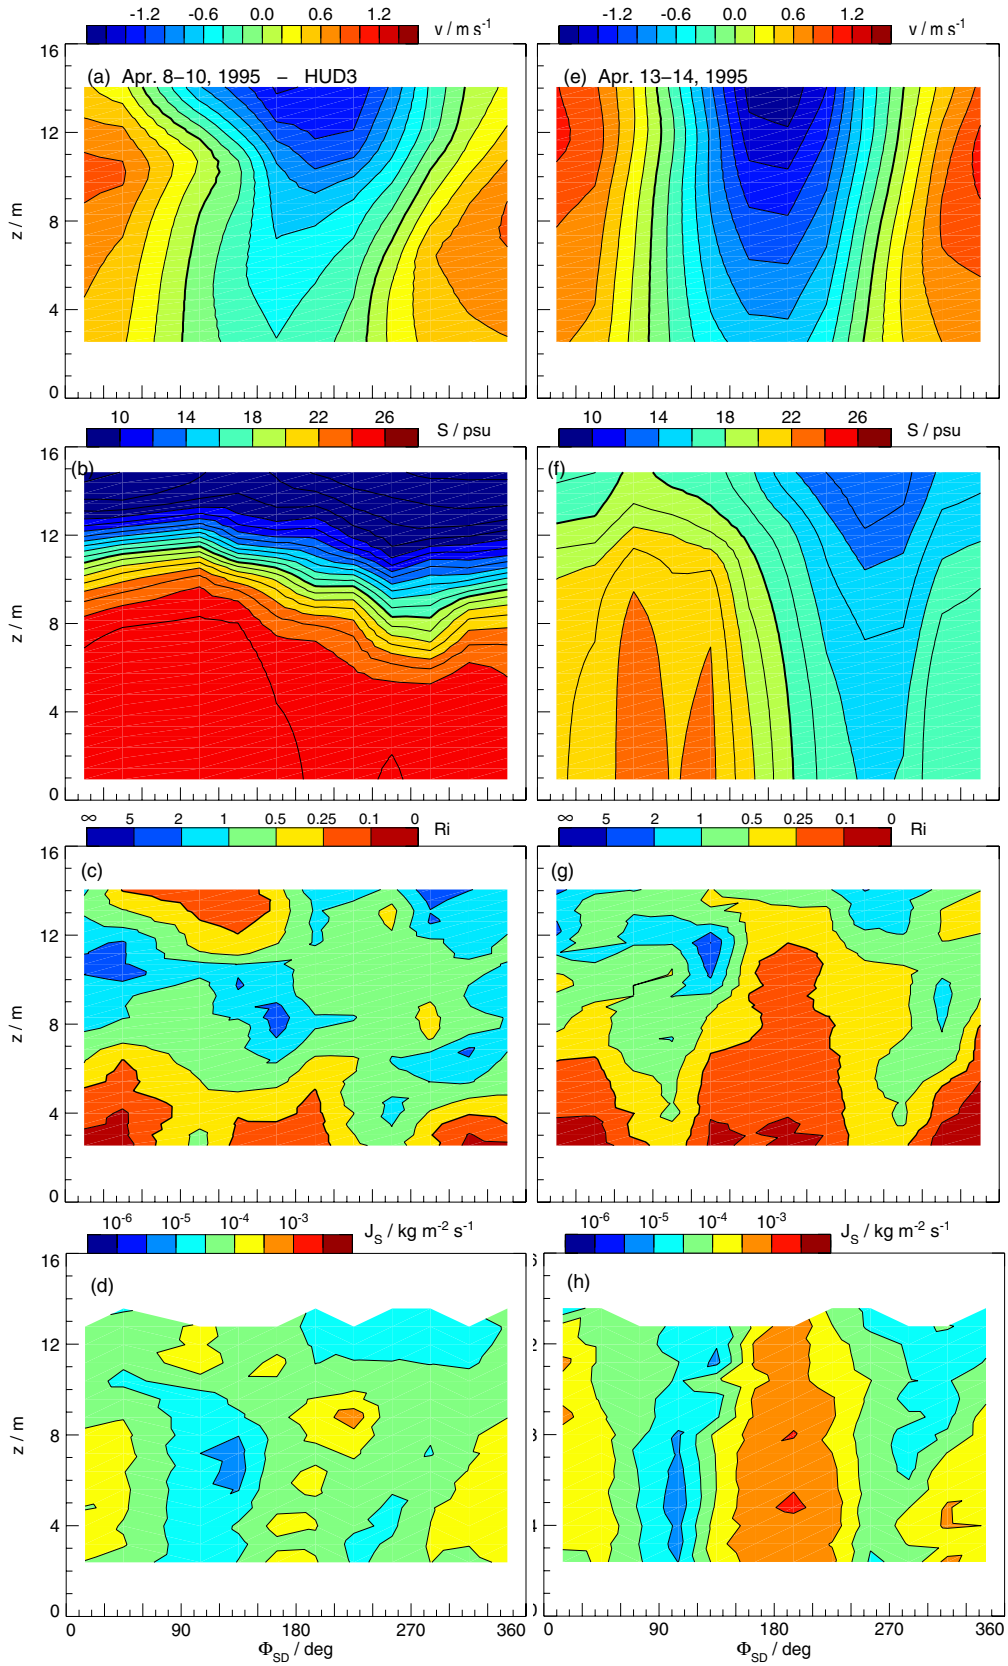 -1.2 -0.6 0.0 0.6 1.2 v / m s⁻¹
-1.2 -0.6 0.0 0.6 1.2 v / m s⁻¹
16
(a) Apr. 8–10, 1995 – HUD3
(e) Apr. 13–14, 1995
12
z / m
8
4
0
10 14 18 22 26 S / psu
10 14 18 22 26 S / psu
16
(b)
(f)
12
z / m
8
4
0
∞ 5 2 1 0.5 0.25 0.1 0 Ri
∞ 5 2 1 0.5 0.25 0.1 0 Ri
16
(c)
(g)
12
z / m
8
4
0
10⁻⁶ 10⁻⁵ 10⁻⁴ 10⁻³ J_S / kg m⁻² s⁻¹
10⁻⁶ 10⁻⁵ 10⁻⁴ 10⁻³ J_S / kg m⁻² s⁻¹
16
(d)
(h)
12
z / m
8
4
0
0 90 180 270 360
0 90 180 270 360
Φ_SD / deg
Φ_SD / deg